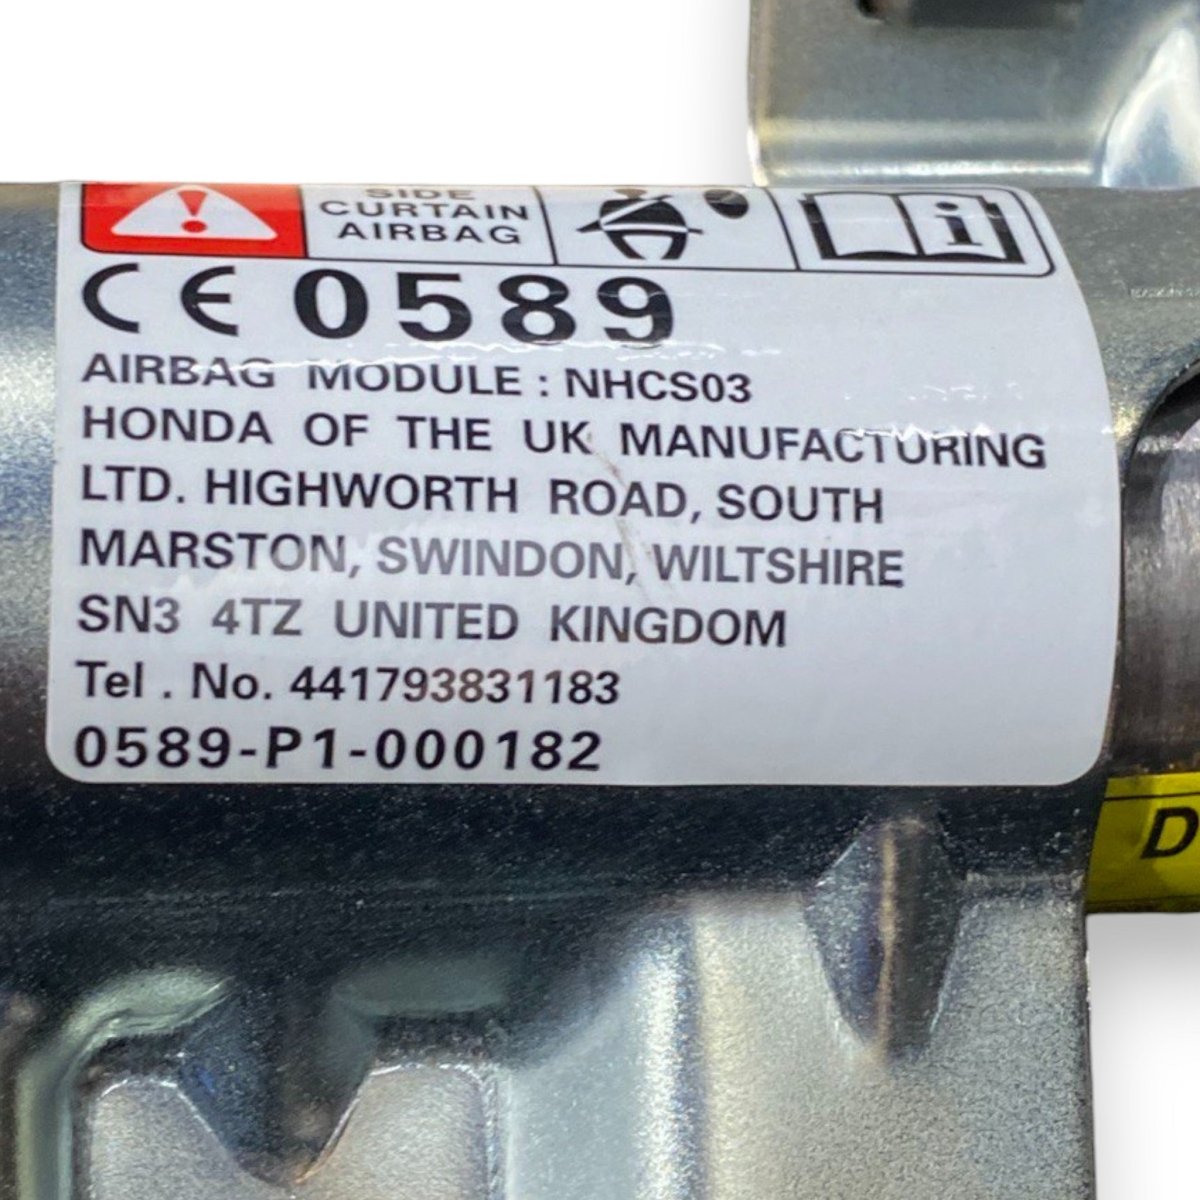 SIDE
CURTAIN
AIRBAG
CE 0589
AIRBAG MODULE : NHCS03
HONDA OF THE UK MANUFACTURING
LTD. HIGHWORTH ROAD, SOUTH
MARSTON, SWINDON, WILTSHIRE
SN3 4TZ UNITED KINGDOM
Tel . No. 441793831183
0589-P1-000182
D